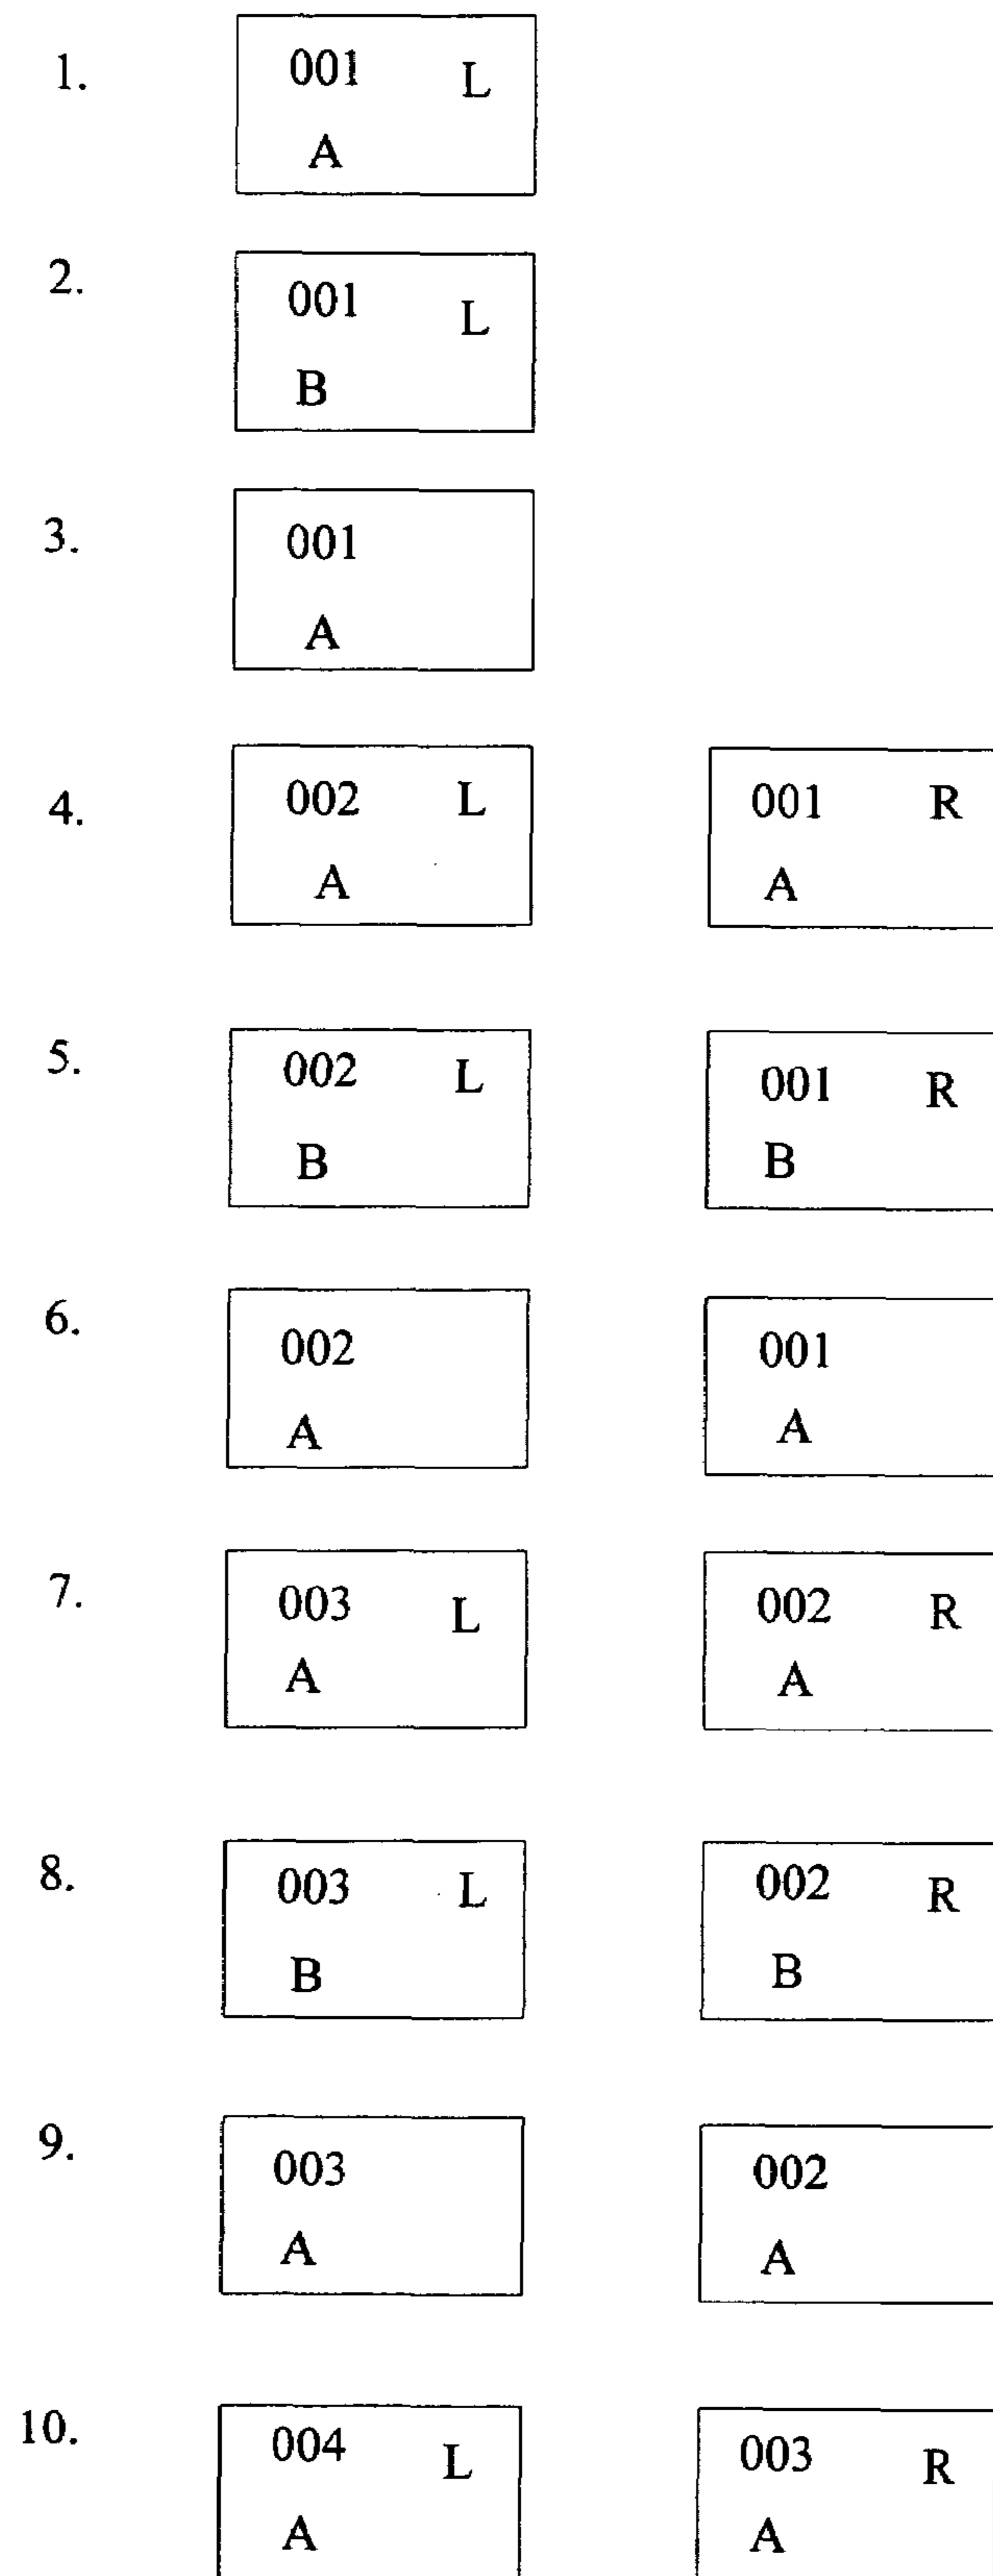 1. 001 L
A
2. 001 L
B
3. 001
A
4. 002 L 001 R
A A
5. 002 L 001 R
B B
6. 002 001
A A
7. 003 L 002 R
A A
8. 003 L 002 R
B B
9. 003 002
A A
10. 004 L 003 R
A A